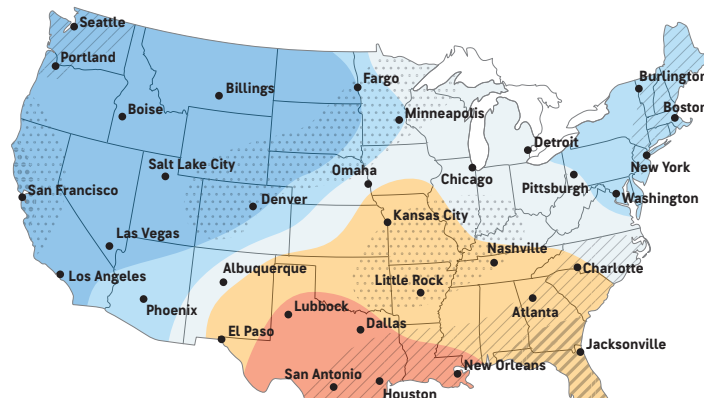 Seattle
Portland
Billings
Fargo
Burlington
Boise
Minneapolis
Boston
Detroit
Salt Lake City
Omaha
Chicago
New York
Pittsburgh
San Francisco
Denver
Washington
Kansas City
Las Vegas
Nashville
Albuquerque
Charlotte
Los Angeles
Little Rock
Phoenix
Lubbock
Atlanta
El Paso
Dallas
Jacksonville
New Orleans
San Antonio
Houston